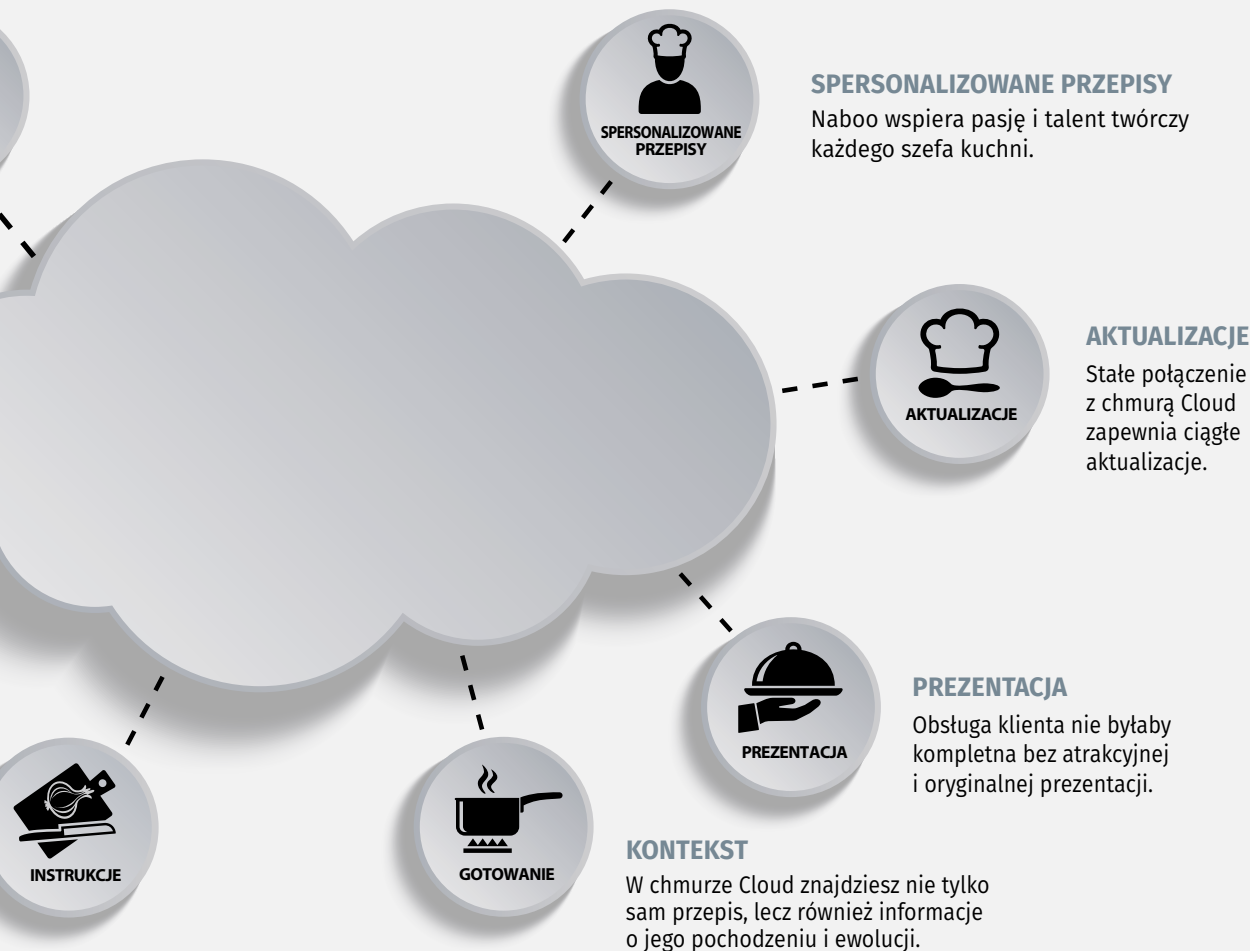 SPERSONALIZOWANE
PRZEPISY
SPERSONALIZOWANE PRZEPISY
Naboo wspiera pasję i talent twórczy
każdego szefa kuchni.
AKTUALIZACJE
AKTUALIZACJE
Stałe połączenie
z chmurą Cloud
zapewnia ciągłe
aktualizacje.
PREZENTACJA
PREZENTACJA
Obsługa klienta nie byłaby
kompletna bez atrakcyjnej
i oryginalnej prezentacji.
INSTRUKCJE
GOTOWANIE
KONTEKST
W chmurze Cloud znajdziesz nie tylko
sam przepis, lecz również informacje
o jego pochodzeniu i ewolucji.